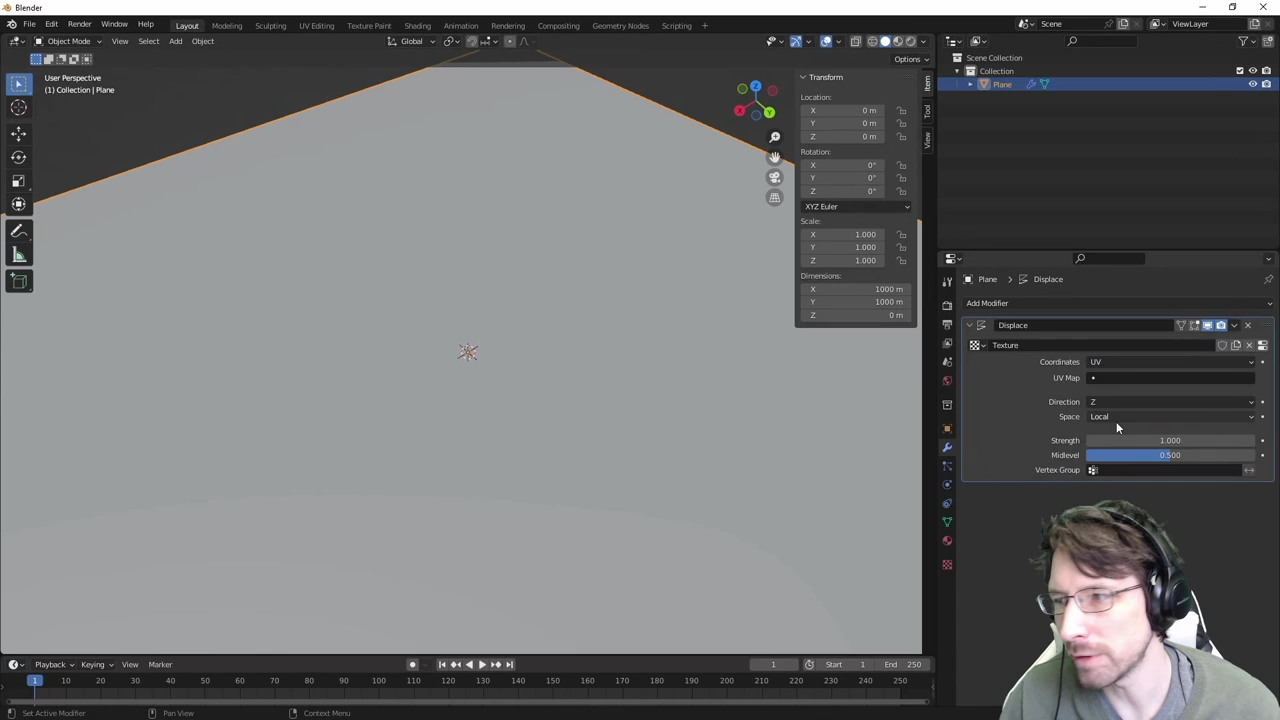 Blender
File Edit Render Window Help Layout Modeling Sculpting UV Editing Texture Paint Shading Animation Rendering Compositing Geometry Nodes Scripting + Scene ViewLayer
Object Mode View Select Add Object Global
Options
User Perspective
(1) Collection | Plane
Transform
Location:
X 0 m
Y 0 m
Z 0 m
Rotation:
X 0°
Y 0°
Z 0°
XYZ Euler
Scale:
X 1.000
Y 1.000
Z 1.000
Dimensions:
X 1000 m
Y 1000 m
Z 0 m
Item
Tool
View
X
Y
Z
Scene Collection
Collection
Plane
Plane > Displace
Add Modifier
Displace
Texture
Coordinates UV
UV Map
Direction Z
Space Local
Strength 1.000
Midlevel 0.500
Vertex Group
Playback Keying View Marker 1 Start 1 End 250
1 10 20 30 40 50 60 70 80 90 100 110 120 130 140 150 160 170 180 190 200 210 220 230 240 250
Set Active Modifier Pan View Context Menu